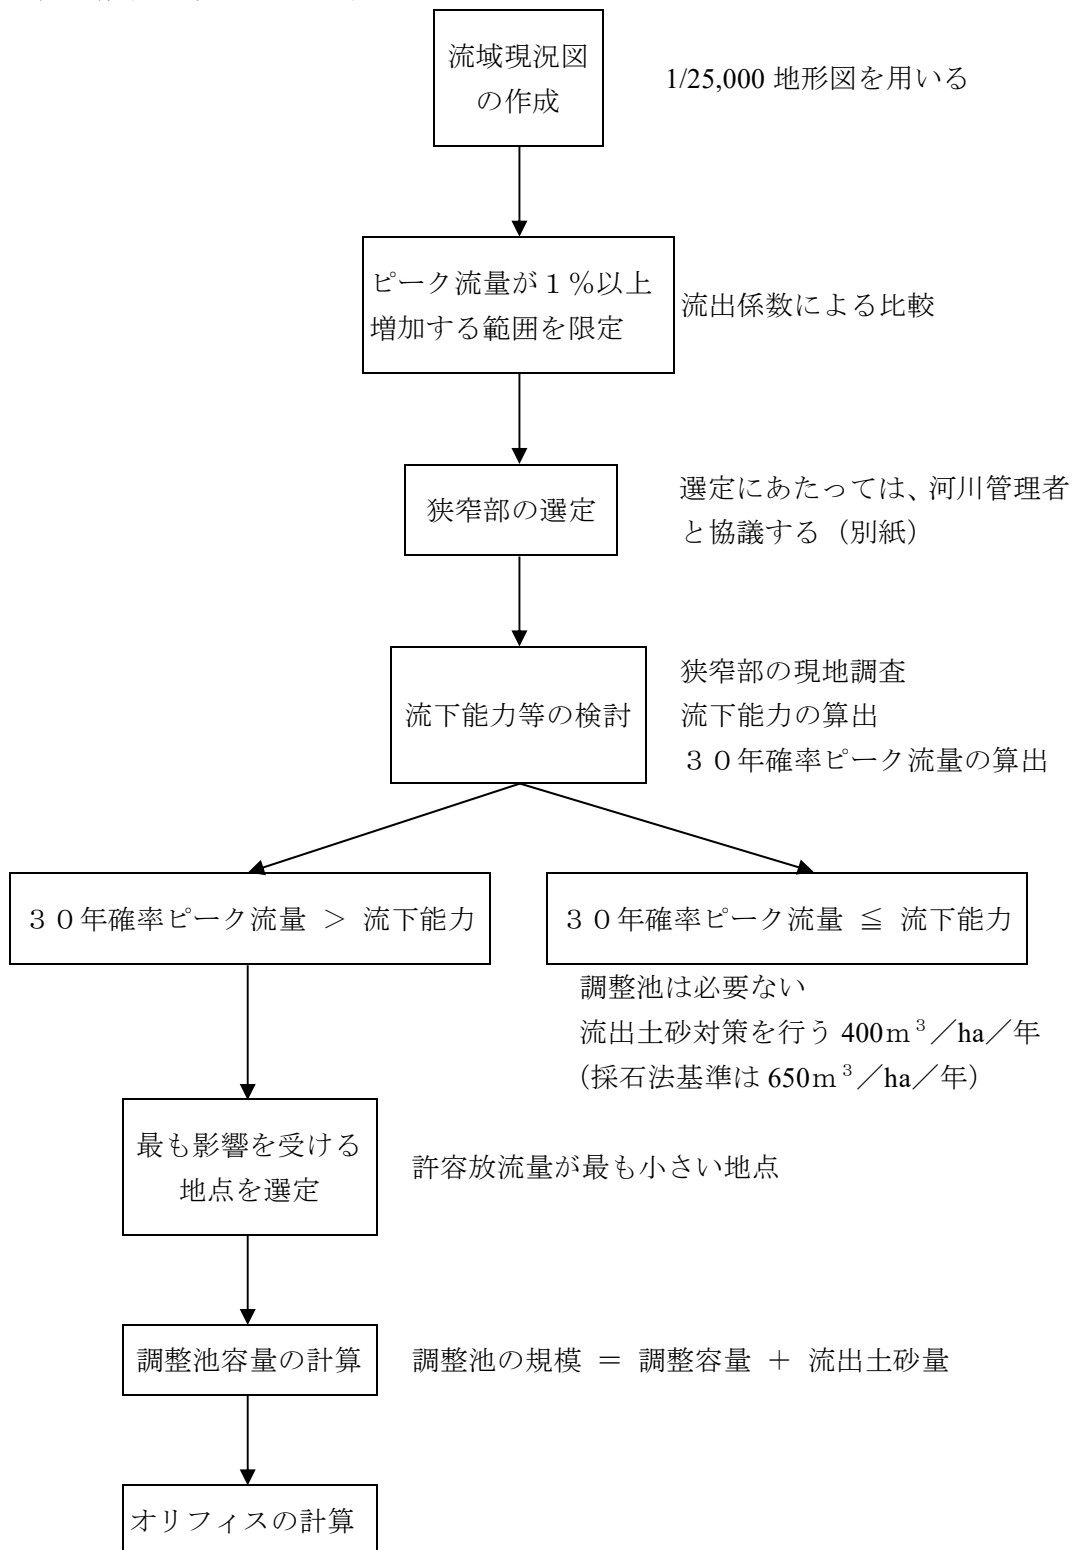 流域現況図
の作成
1/25,000 地形図を用いる
ピーク流量が１％以上
増加する範囲を限定
流出係数による比較
狭窄部の選定
選定にあたっては、河川管理者
と協議する（別紙）
流下能力等の検討
狭窄部の現地調査
流下能力の算出
３０年確率ピーク流量の算出
３０年確率ピーク流量 ＞ 流下能力
３０年確率ピーク流量 ≦ 流下能力
調整池は必要ない
流出土砂対策を行う 400ｍ³／ha／年
（採石法基準は 650ｍ³／ha／年）
最も影響を受ける
地点を選定
許容放流量が最も小さい地点
調整池容量の計算
調整池の規模 ＝ 調整容量 ＋ 流出土砂量
オリフィスの計算